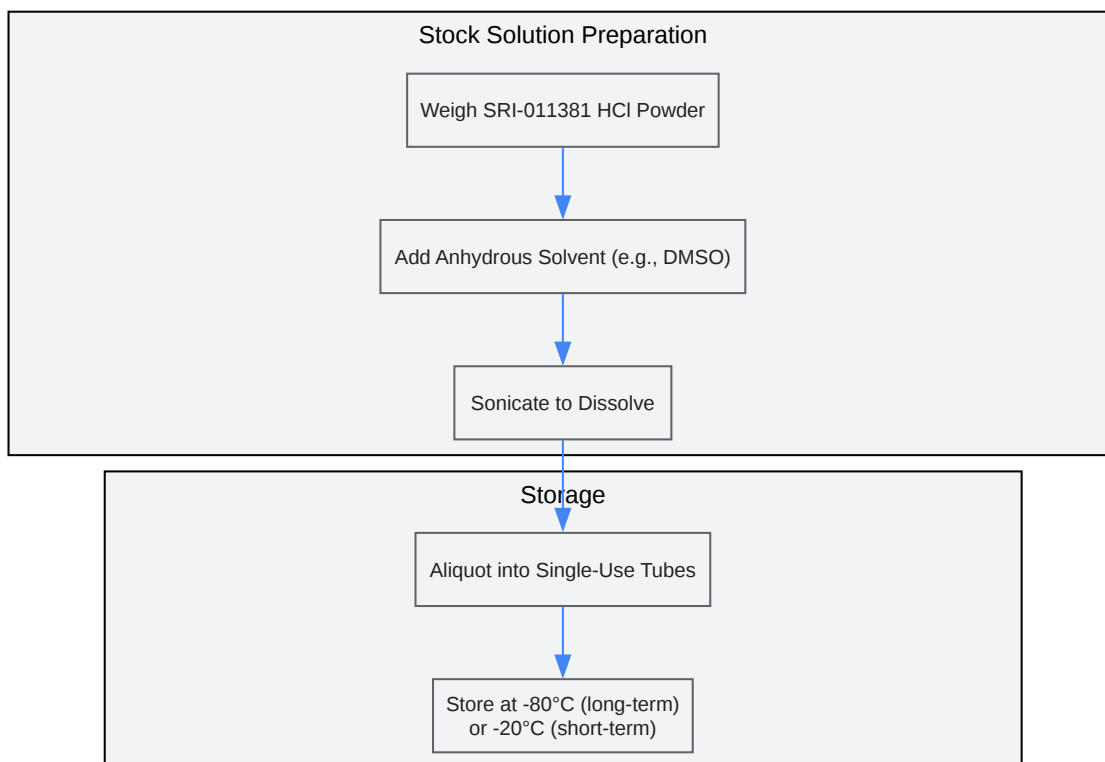 Stock Solution Preparation
Weigh SRI-011381 HCl Powder
Add Anhydrous Solvent (e.g., DMSO)
Sonicate to Dissolve
Storage
Aliquot into Single-Use Tubes
Store at -80°C (long-term)
or -20°C (short-term)